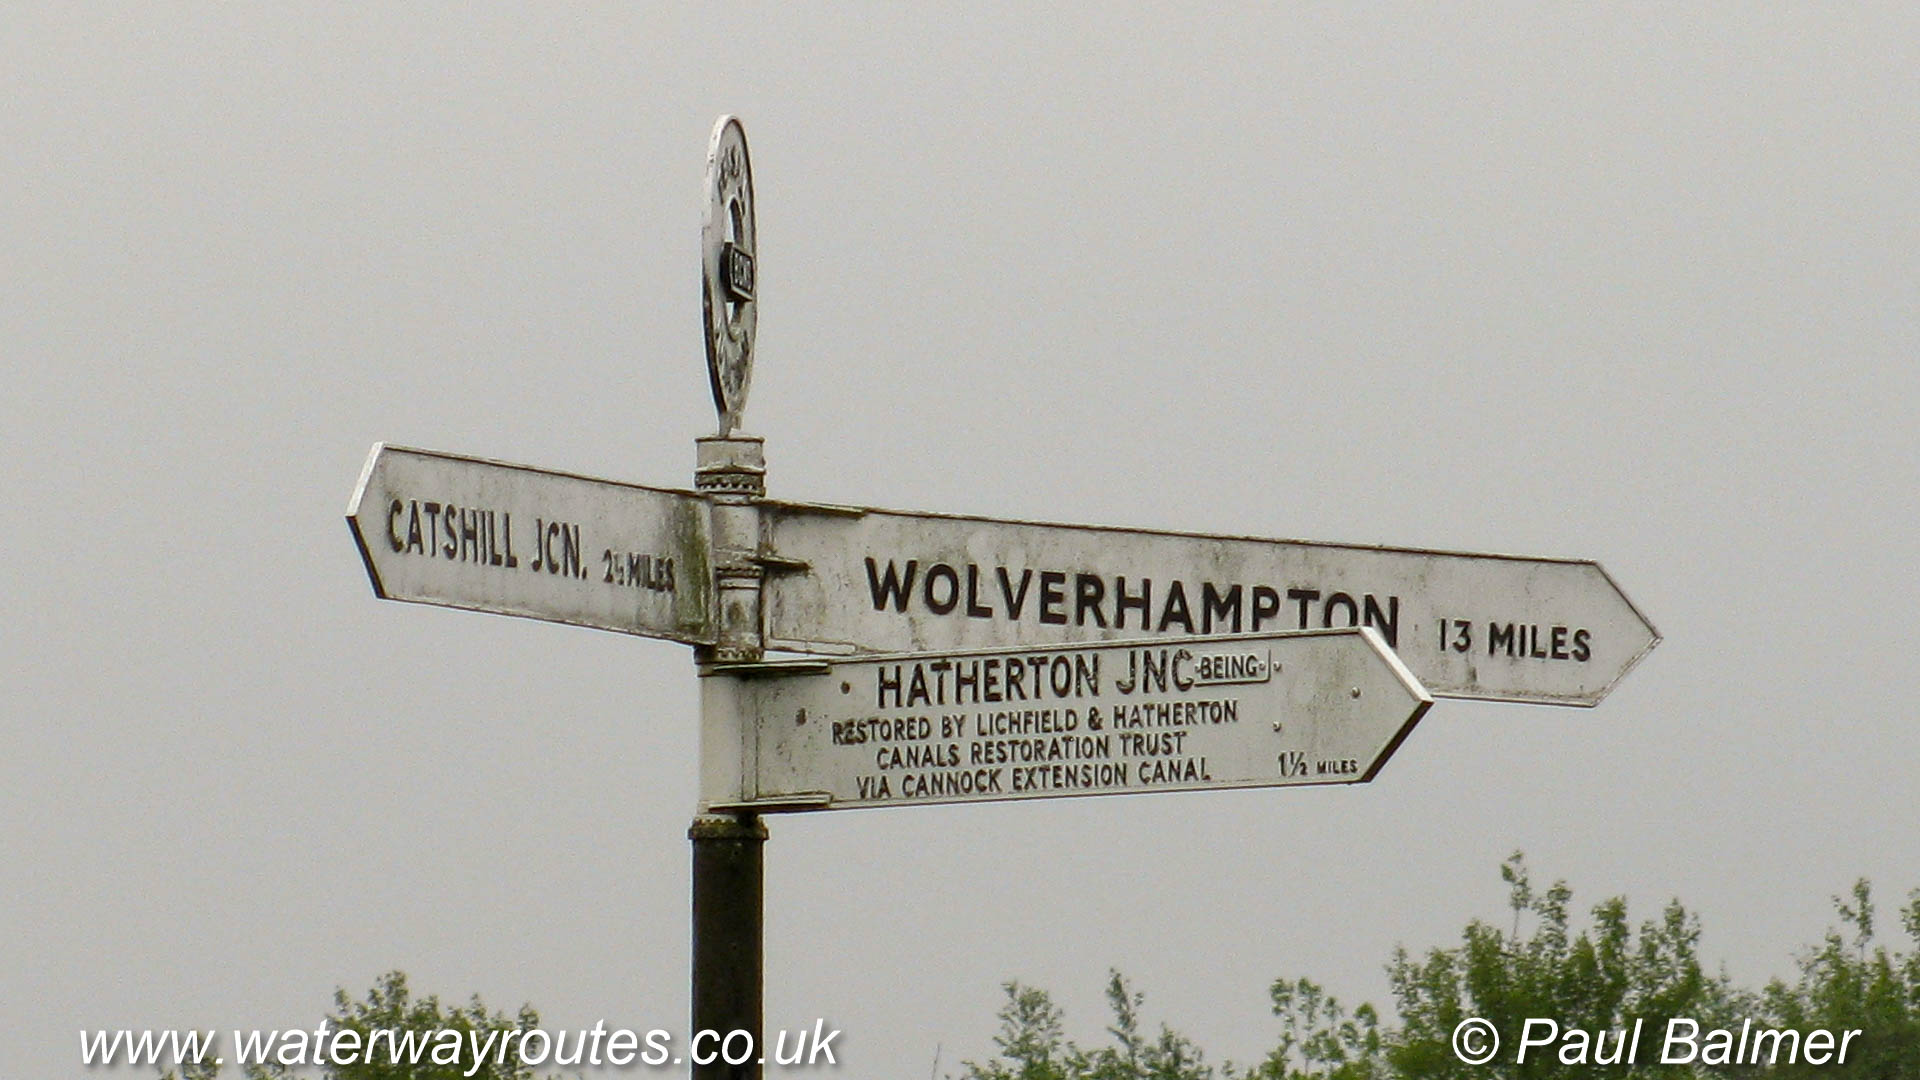 CATSHILL JCN. 2½ MILES
WOLVERHAMPTON 13 MILES
HATHERTON JNC BEING
RESTORED BY LICHFIELD & HATHERTON
CANALS RESTORATION TRUST
VIA CANNOCK EXTENSION CANAL 1½ MILES
www.waterwayroutes.co.uk
© Paul Balmer